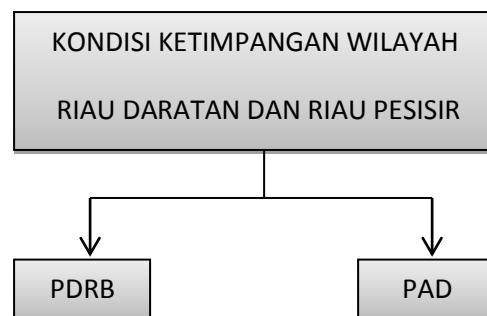 KONDISI KETIMPANGAN WILAYAH
RIAU DARATAN DAN RIAU PESISIR
PDRB
PAD